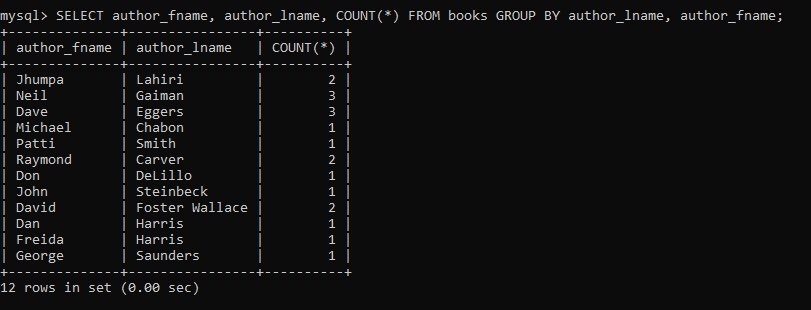 mysql> SELECT author_fname, author_lname, COUNT(*) FROM books GROUP BY author_lname, author_fname;
+--------------+----------------+----------+
| author_fname | author_lname   | COUNT(*) |
+--------------+----------------+----------+
| Jhumpa       | Lahiri         |        2 |
| Neil         | Gaiman         |        3 |
| Dave         | Eggers         |        3 |
| Michael      | Chabon         |        1 |
| Patti        | Smith          |        1 |
| Raymond      | Carver         |        2 |
| Don          | DeLillo        |        1 |
| John         | Steinbeck      |        1 |
| David        | Foster Wallace |        2 |
| Dan          | Harris         |        1 |
| Freida       | Harris         |        1 |
| George       | Saunders       |        1 |
+--------------+----------------+----------+
12 rows in set (0.00 sec)